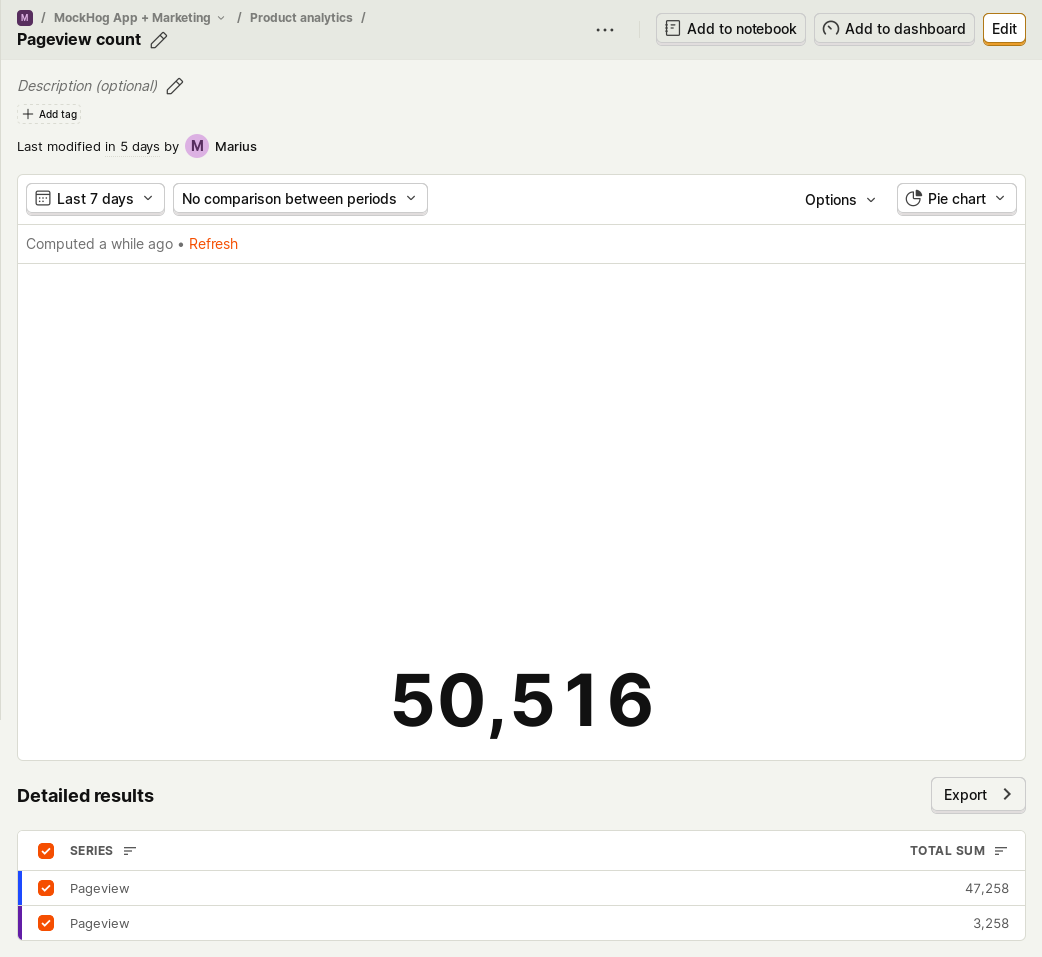 M / MockHog App + Marketing / Product analytics /
Pageview count
Add to notebook
Add to dashboard
Edit
Description (optional)
Add tag
Last modified in 5 days by M Marius
Last 7 days
No comparison between periods
Options
Pie chart
Computed a while ago • Refresh
50,516
Detailed results
Export
SERIES TOTAL SUM
Pageview 47,258
Pageview 3,258